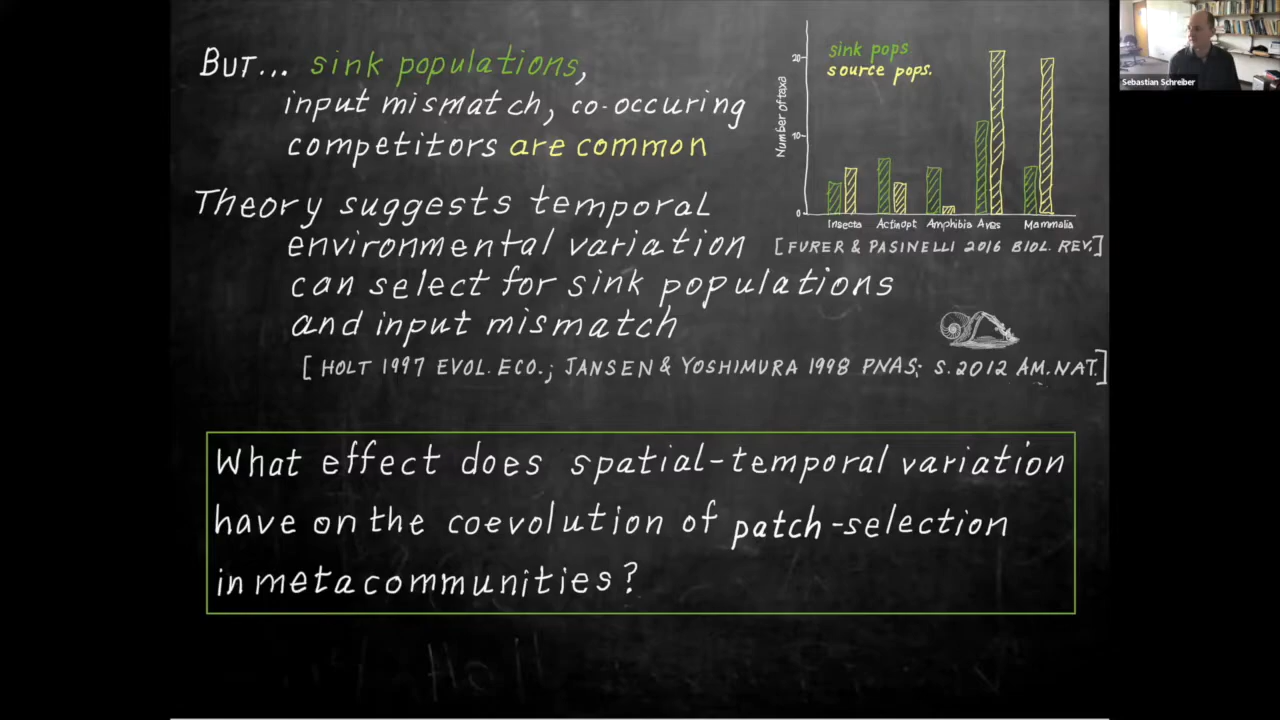 But... sink populations,
input mismatch, co-occuring
competitors are common
Theory suggests temporal
environmental variation
can select for sink populations
and input mismatch
[HOLT 1997 EVOL. ECO.; JANSEN & YOSHIMURA 1998 PNAS; S. 2012 AM. NAT.]
sink pops
source pops.
Number of taxa
20
10
0
Insecta Actinopt Amphibia Aves Mammalia
[FURER & PASINELLI 2016 BIOL. REV.]
What effect does spatial-temporal variation
have on the coevolution of patch-selection
in metacommunities?
Sebastian Schreiber